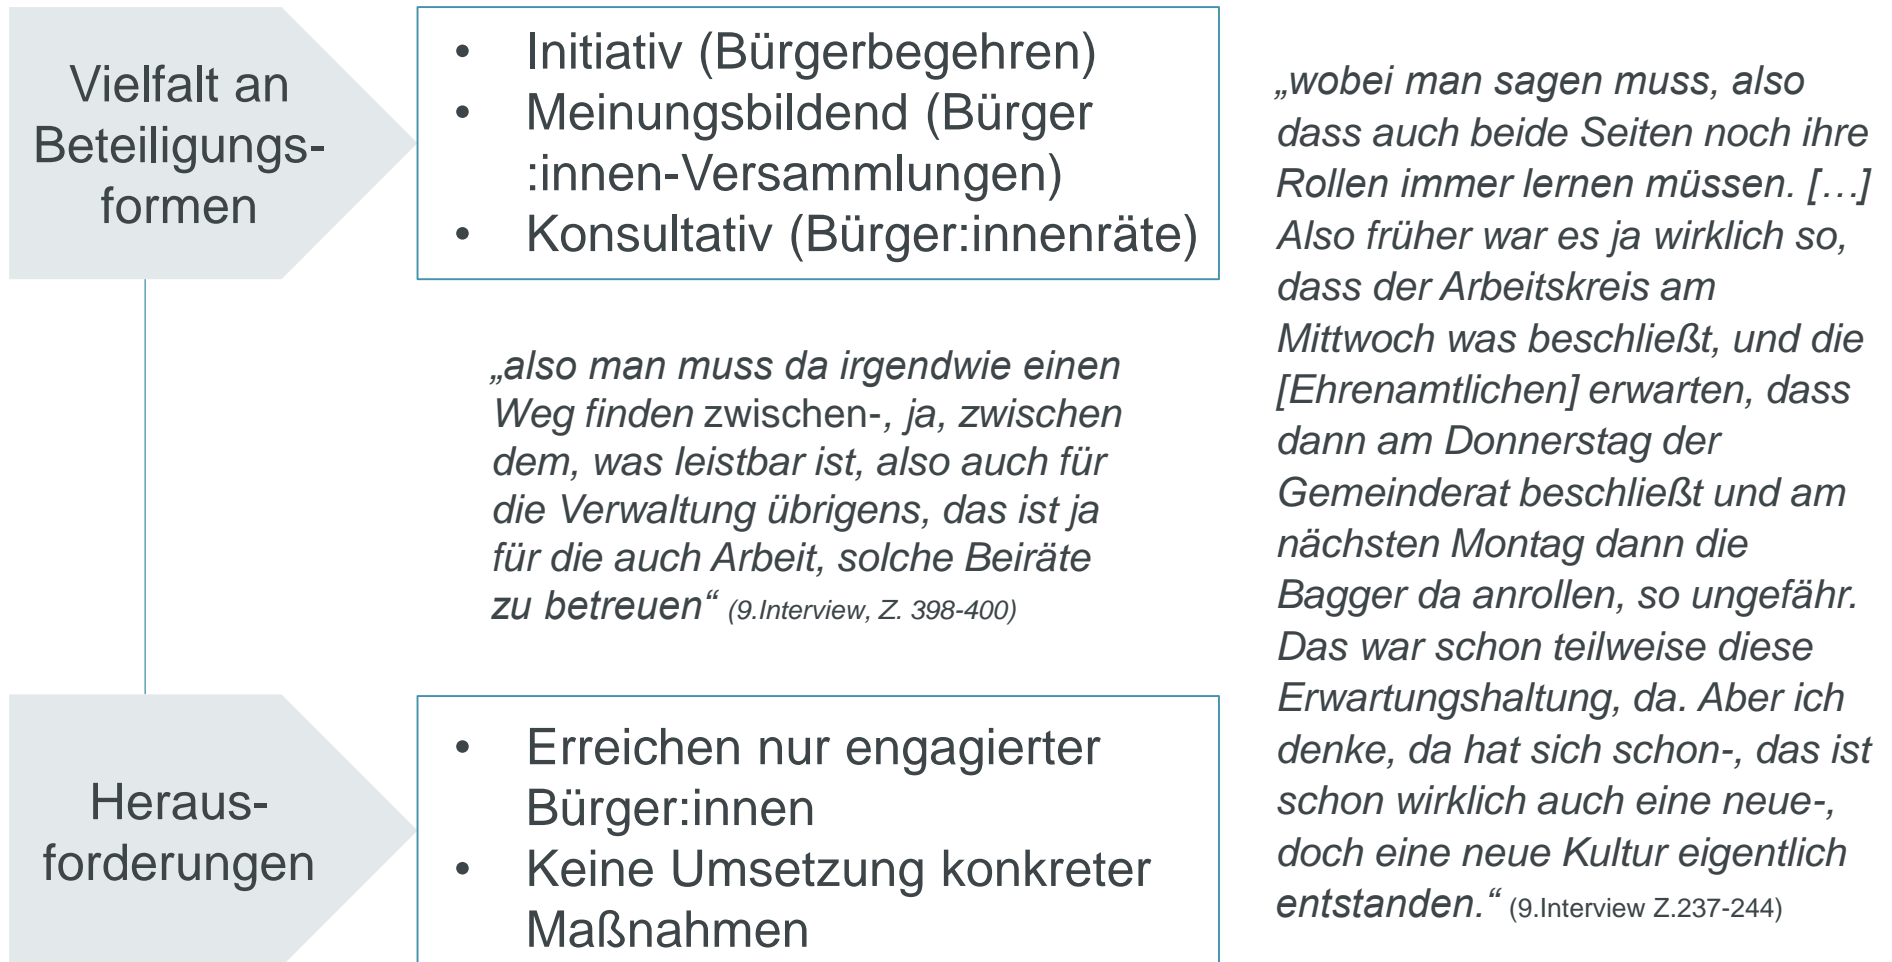 Vielfalt an
Beteiligungs-
formen
• Initiativ (Bürgerbegehren)
• Meinungsbildend (Bürger
:innen-Versammlungen)
• Konsultativ (Bürger:innenräte)
„also man muss da irgendwie einen
Weg finden zwischen-, ja, zwischen
dem, was leistbar ist, also auch für
die Verwaltung übrigens, das ist ja
für die auch Arbeit, solche Beiräte
zu betreuen“ (9.Interview, Z. 398-400)
Heraus-
forderungen
• Erreichen nur engagierter
Bürger:innen
• Keine Umsetzung konkreter
Maßnahmen
„wobei man sagen muss, also
dass auch beide Seiten noch ihre
Rollen immer lernen müssen. […]
Also früher war es ja wirklich so,
dass der Arbeitskreis am
Mittwoch was beschließt, und die
[Ehrenamtlichen] erwarten, dass
dann am Donnerstag der
Gemeinderat beschließt und am
nächsten Montag dann die
Bagger da anrollen, so ungefähr.
Das war schon teilweise diese
Erwartungshaltung, da. Aber ich
denke, da hat sich schon-, das ist
schon wirklich auch eine neue-,
doch eine neue Kultur eigentlich
entstanden.“ (9.Interview Z.237-244)